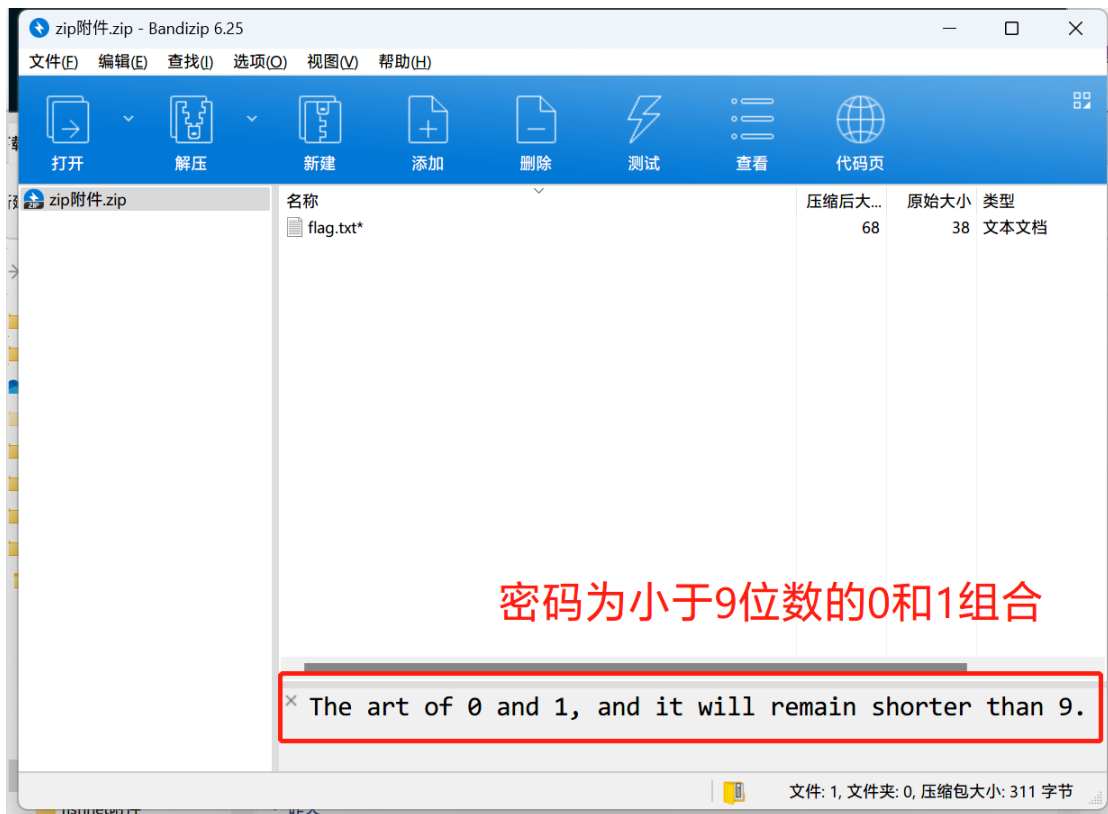 zip附件.zip - Bandizip 6.25
文件(F) 编辑(E) 查找(I) 选项(O) 视图(V) 帮助(H)
打开 解压 新建 添加 删除 测试 查看 代码页
zip附件.zip
名称 压缩后大... 原始大小 类型
flag.txt* 68 38 文本文档
密码为小于9位数的0和1组合
The art of 0 and 1, and it will remain shorter than 9.
文件: 1, 文件夹: 0, 压缩包大小: 311 字节